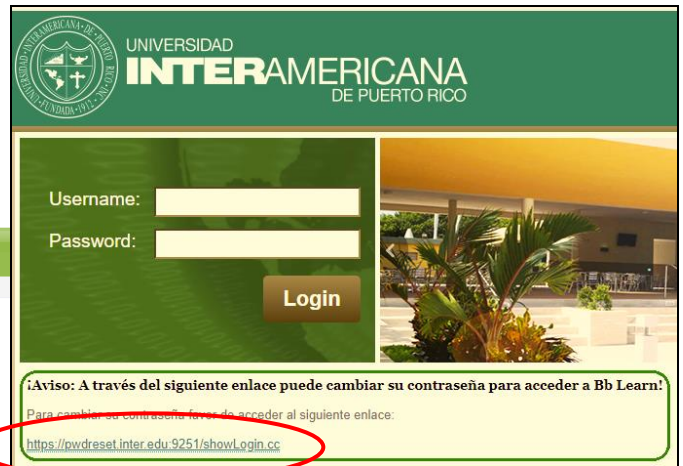 UNIVERSIDAD
INTERAMERICANA
DE PUERTO RICO
Username:
Password:
Login
¡Aviso: A través del siguiente enlace puede cambiar su contraseña para acceder a Bb Learn!
Para cambiar su contraseña favor de acceder al siguiente enlace:
https://pwdreset.inter.edu:9251/showLogin.cc